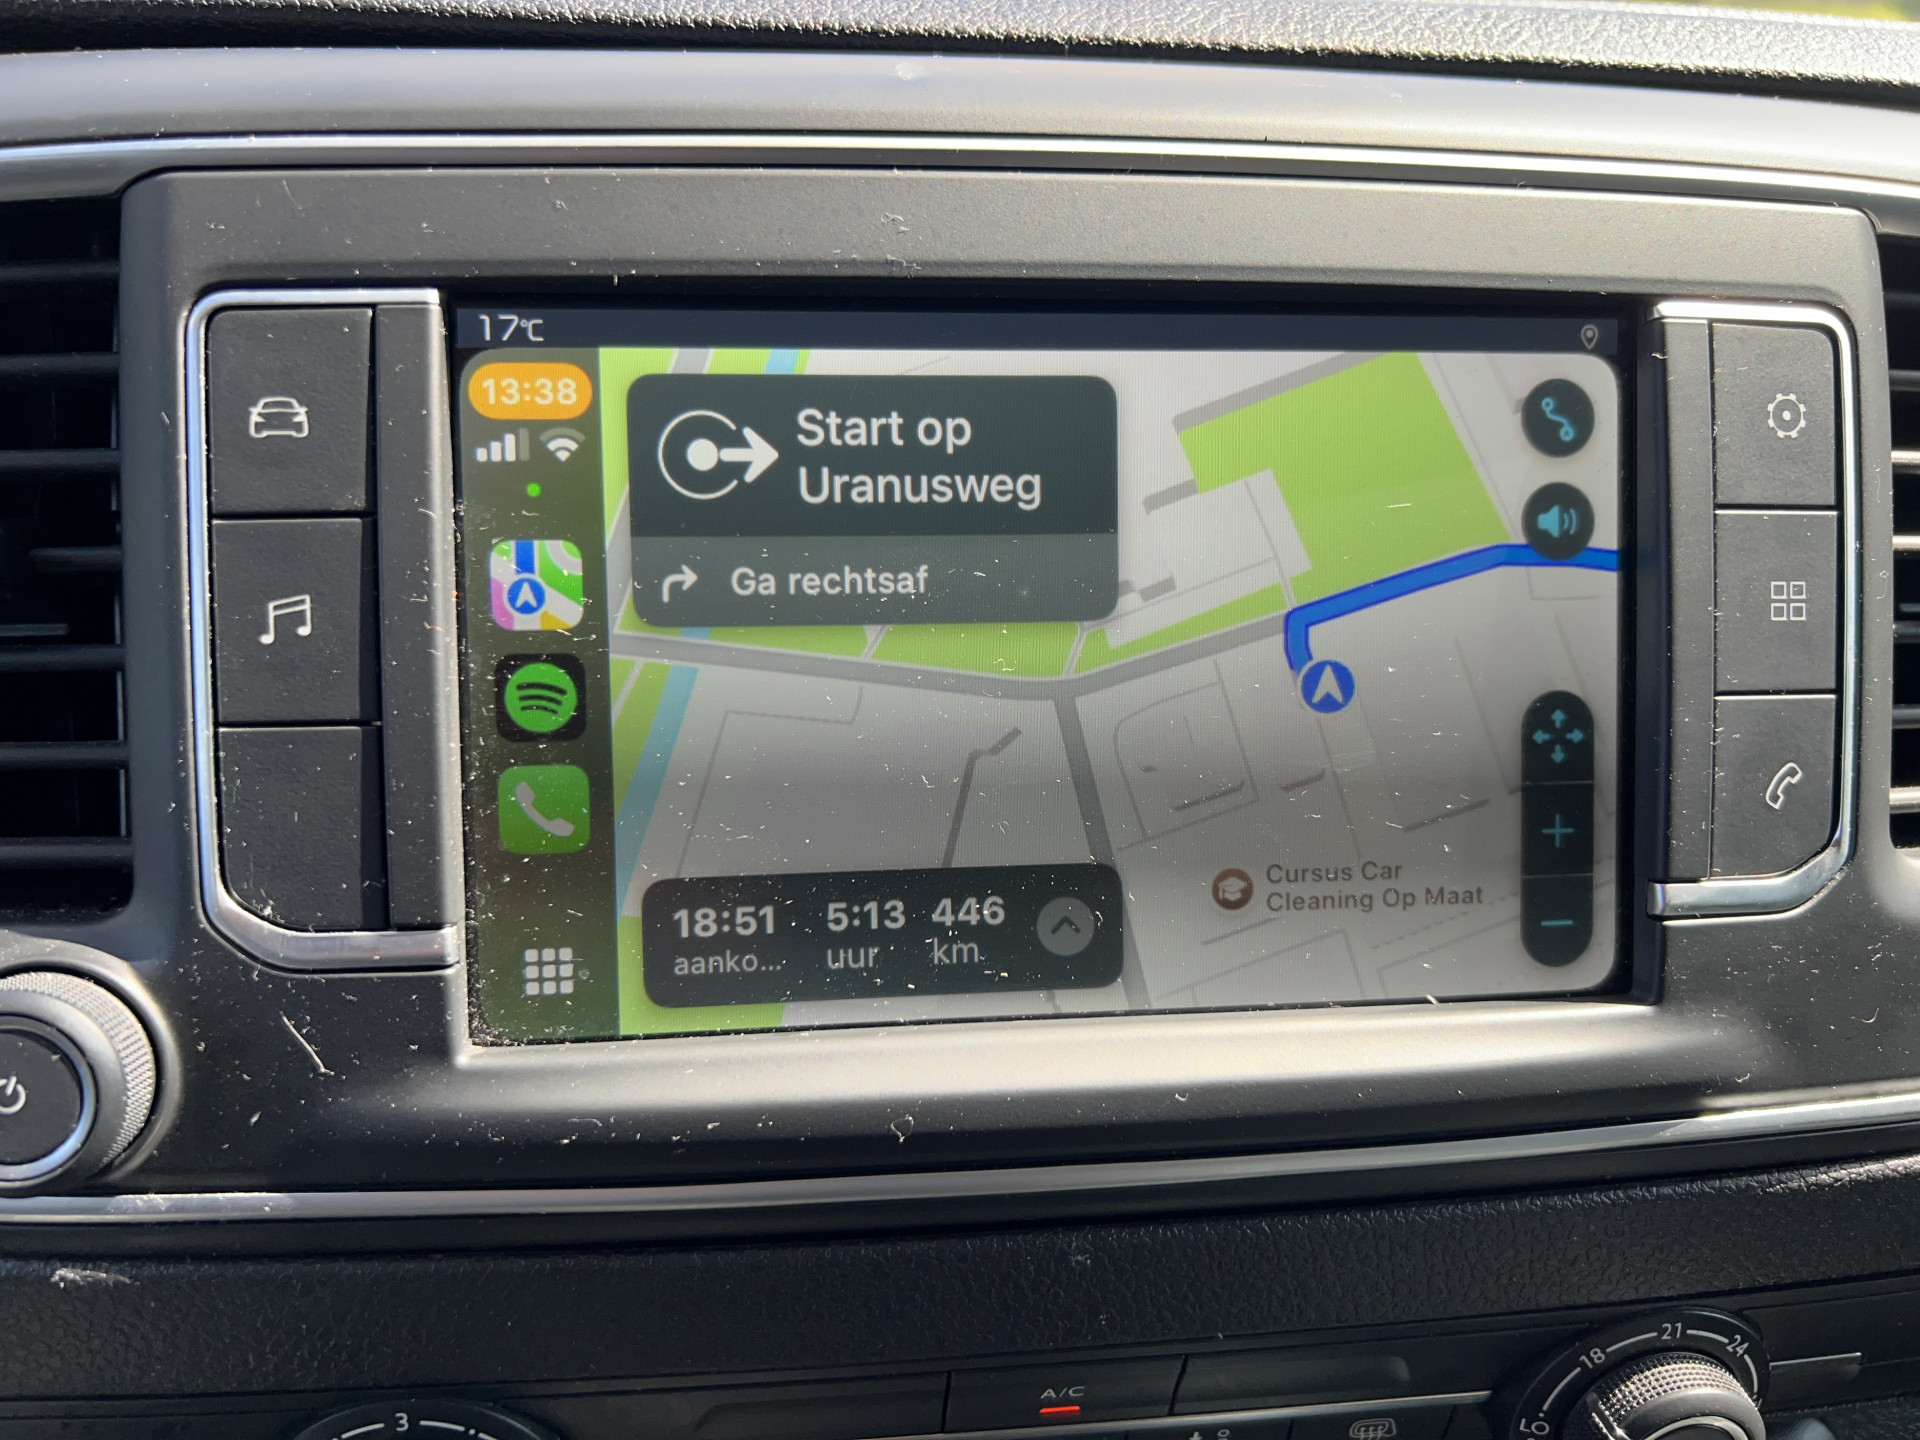 17°C
13:38
Start op
Uranusweg
Ga rechtsaf
Cursus Car
Cleaning Op Maat
18:51 5:13 446
aanko... uur km
A/C
3
18 21 24